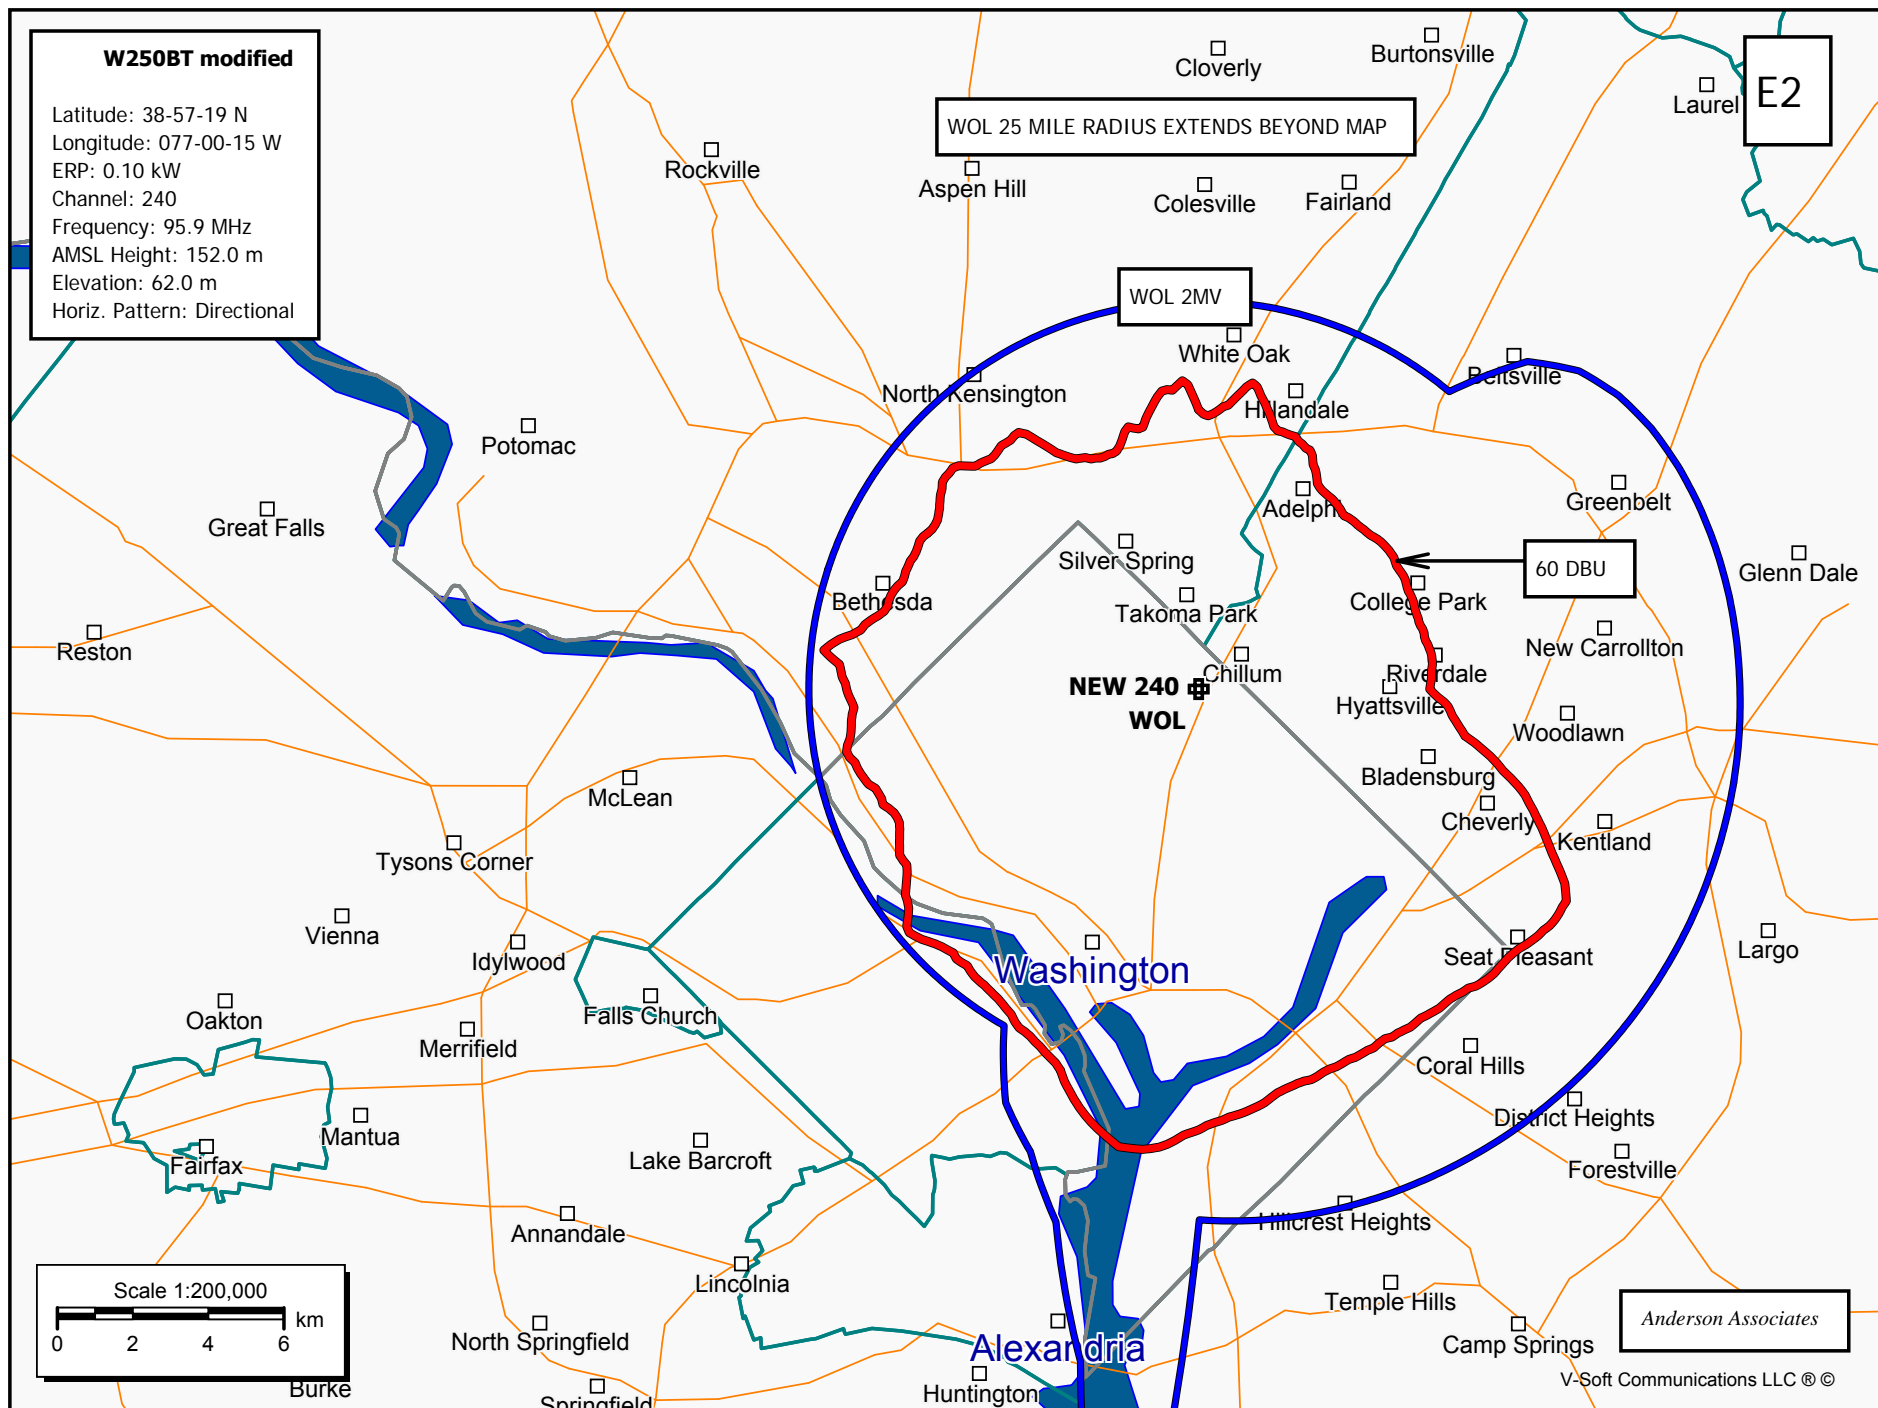 W250BT modified
Latitude: 38-57-19 N
Longitude: 077-00-15 W
ERP: 0.10 kW
Channel: 240
Frequency: 95.9 MHz
AMSL Height: 152.0 m
Elevation: 62.0 m
Horiz. Pattern: Directional
E2
Cloverly
Burtonsville
Laurel
WOL 25 MILE RADIUS EXTENDS BEYOND MAP
Rockville
Aspen Hill
Colesville
Fairland
WOL 2MV
White Oak
Beltsville
North Kensington
Hillandale
Potomac
Great Falls
Adelphi
Greenbelt
Silver Spring
60 DBU
Glenn Dale
Bethesda
Takoma Park
College Park
Reston
New Carrollton
Chillum
Riverdale
NEW 240
WOL
Hyattsville
Woodlawn
McLean
Bladensburg
Cheverly
Kentland
Tysons Corner
Vienna
Idylwood
Washington
Seat Pleasant
Largo
Oakton
Falls Church
Merrifield
Coral Hills
Mantua
District Heights
Fairfax
Lake Barcroft
Forestville
Annandale
Hillcrest Heights
Lincolnia
Scale 1:200,000
km
0 2 4 6
Temple Hills
North Springfield
Alexandria
Camp Springs
Anderson Associates
Burke
Springfield
Huntington
V-Soft Communications LLC ® ©